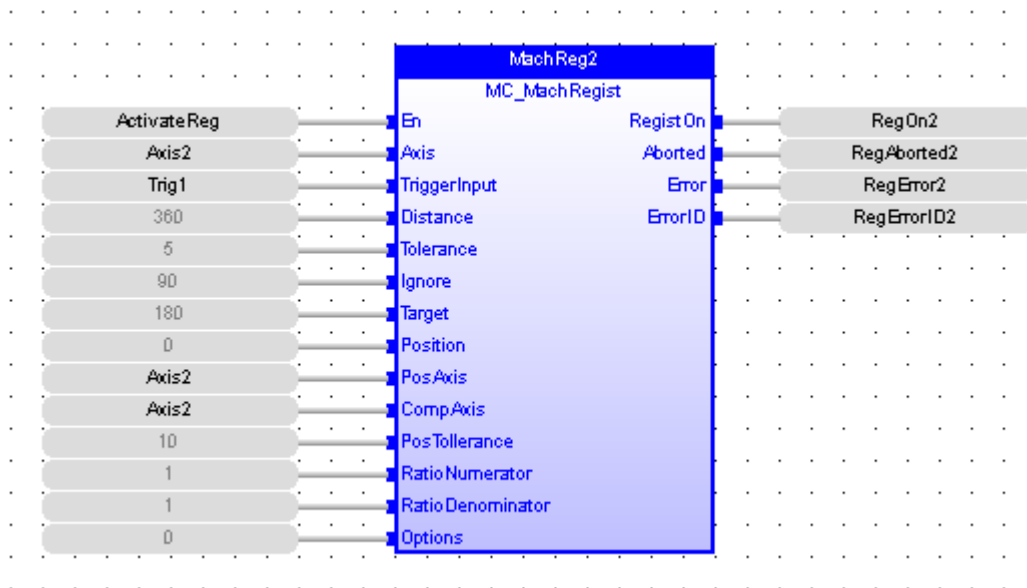 MachReg2
MC_MachRegist
ActivateReg En RegistOn RegOn2
Axis2 Axis Aborted RegAborted2
Trig1 TriggerInput Error RegError2
360 Distance ErrorID RegErrorID2
5 Tolerance
90 Ignore
180 Target
0 Position
Axis2 PosAxis
Axis2 CompAxis
10 PosTollerance
1 RatioNumerator
1 RatioDenominator
0 Options